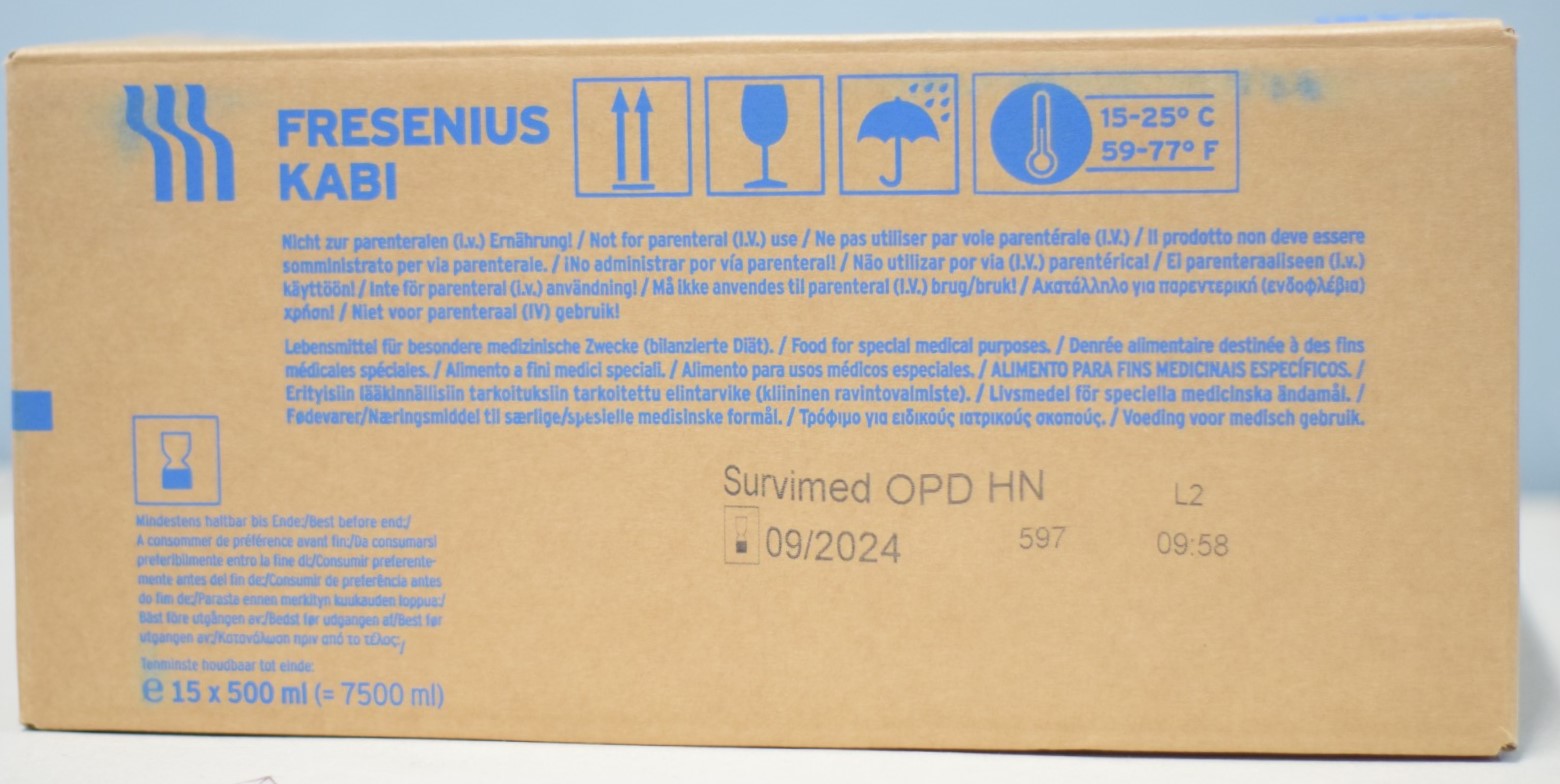 FRESENIUS
KABI
15-25° C
59-77° F
Nicht zur parenteralen (i.v.) Ernährung! / Not for parenteral (I.V.) use / Ne pas utiliser par voie parentérale (I.V.) / Il prodotto non deve essere
somministrato per via parenterale. / ¡No administrar por vía parenteral! / Não utilizar por via (I.V.) parentérica! / Ei parenteraaliseen (i.v.)
käyttöön! / Inte för parenteral (i.v.) användning! / Må ikke anvendes til parenteral (I.V.) brug/bruk! / Ακατάλληλο για παρεντερική (ενδοφλέβια)
χρήση! / Niet voor parenteraal (IV) gebruik!
Lebensmittel für besondere medizinische Zwecke (bilanzierte Diät). / Food for special medical purposes. / Denrée alimentaire destinée à des fins
médicales spéciales. / Alimento a fini medici speciali. / Alimento para usos médicos especiales. / ALIMENTO PARA FINS MEDICINAIS ESPECÍFICOS. /
Erityisiin lääkinnällisiin tarkoituksiin tarkoitettu elintarvike (kliininen ravintovalmiste). / Livsmedel för speciella medicinska ändamål. /
Fødevarer/Næringsmiddel til særlige/spesielle medisinske formål. / Τρόφιμο για ειδικούς ιατρικούς σκοπούς. / Voeding voor medisch gebruik.
Survimed OPD HN L2
09/2024 597 09:58
Mindestens haltbar bis Ende:/Best before end:/
A consommer de préférence avant fin:/Da consumarsi
preferibilmente entro la fine di:/Consumir preferente-
mente antes del fin de:/Consumir de preferência antes
do fim de:/Parasta ennen merkityn kuukauden loppua:/
Bäst före utgången av:/Bedst før udgangen af/Best før
utgangen av:/Κατανάλωση πριν από το τέλος:/
Tenminste houdbaar tot einde:
e 15 x 500 ml (= 7500 ml)